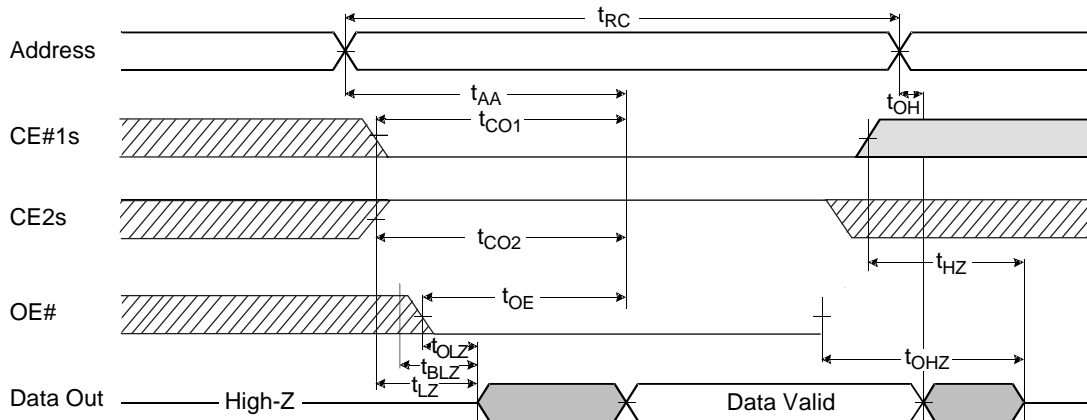 tRC
Address
tAA
tOH
CE#1s
tCO1
CE2s
tCO2
tHZ
OE#
tOE
tOLZ
tOHZ
tBLZ
tLZ
Data Out
High-Z
Data Valid